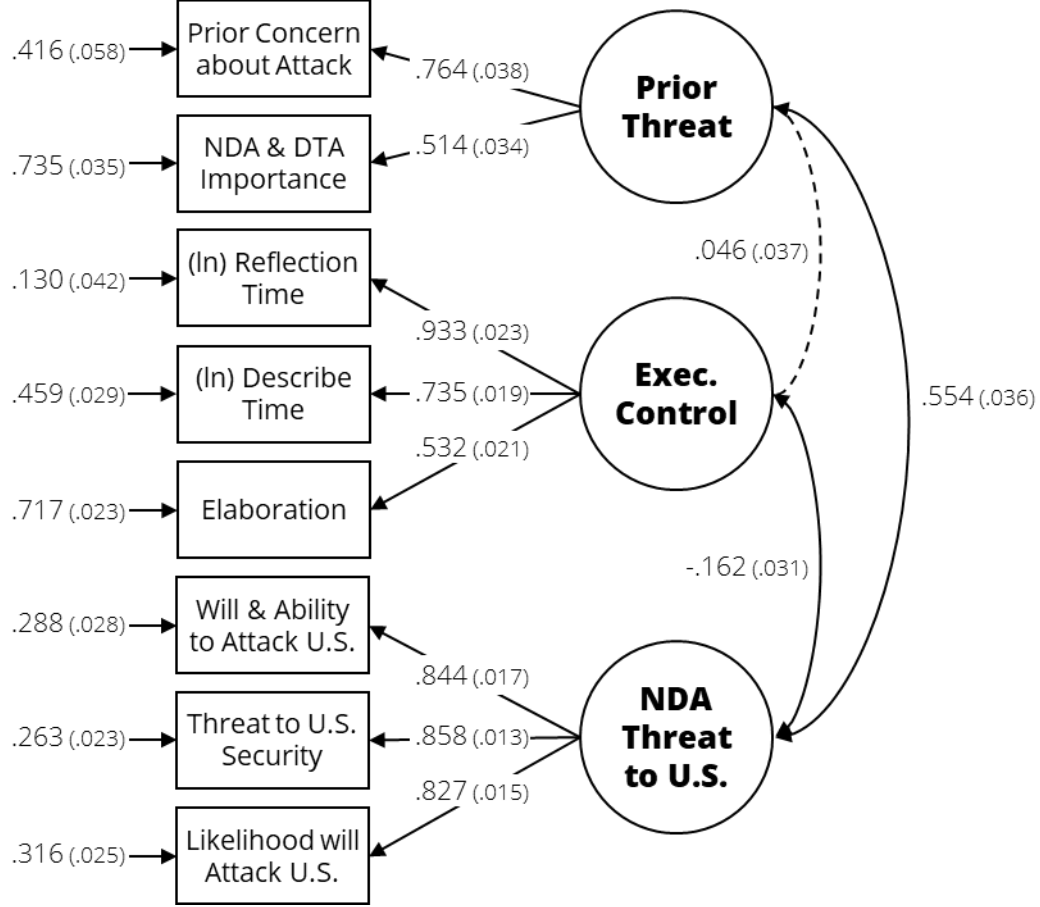 .416 (.058)
Prior Concern
about Attack
.764 (.038)
Prior
Threat
.735 (.035)
NDA & DTA
Importance
.514 (.034)
.046 (.037)
.130 (.042)
(ln) Reflection
Time
.933 (.023)
.459 (.029)
(ln) Describe
Time
.735 (.019)
Exec.
Control
.554 (.036)
.532 (.021)
.717 (.023)
Elaboration
-.162 (.031)
.288 (.028)
Will & Ability
to Attack U.S.
.844 (.017)
.263 (.023)
Threat to U.S.
Security
.858 (.013)
NDA
Threat
to U.S.
.827 (.015)
.316 (.025)
Likelihood will
Attack U.S.